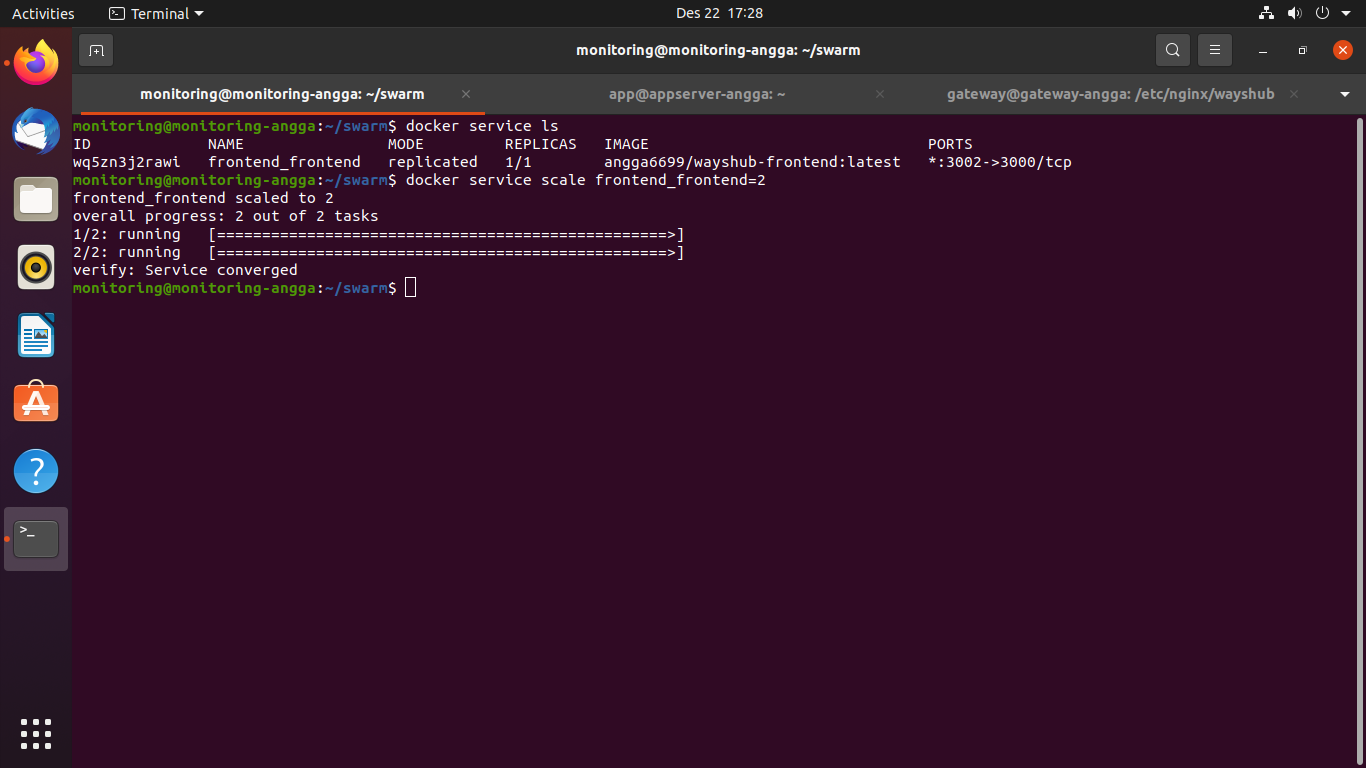 Activities
Terminal
Des 22 17:28
monitoring@monitoring-angga: ~/swarm
monitoring@monitoring-angga: ~/swarm
app@appserver-angga: ~
gateway@gateway-angga: /etc/nginx/wayshub
monitoring@monitoring-angga:~/swarm$ docker service ls
ID NAME MODE REPLICAS IMAGE PORTS
wq5zn3j2rawi frontend_frontend replicated 1/1 angga6699/wayshub-frontend:latest *:3002->3000/tcp
monitoring@monitoring-angga:~/swarm$ docker service scale frontend_frontend=2
frontend_frontend scaled to 2
overall progress: 2 out of 2 tasks
1/2: running [==================================================>]
2/2: running [==================================================>]
verify: Service converged
monitoring@monitoring-angga:~/swarm$